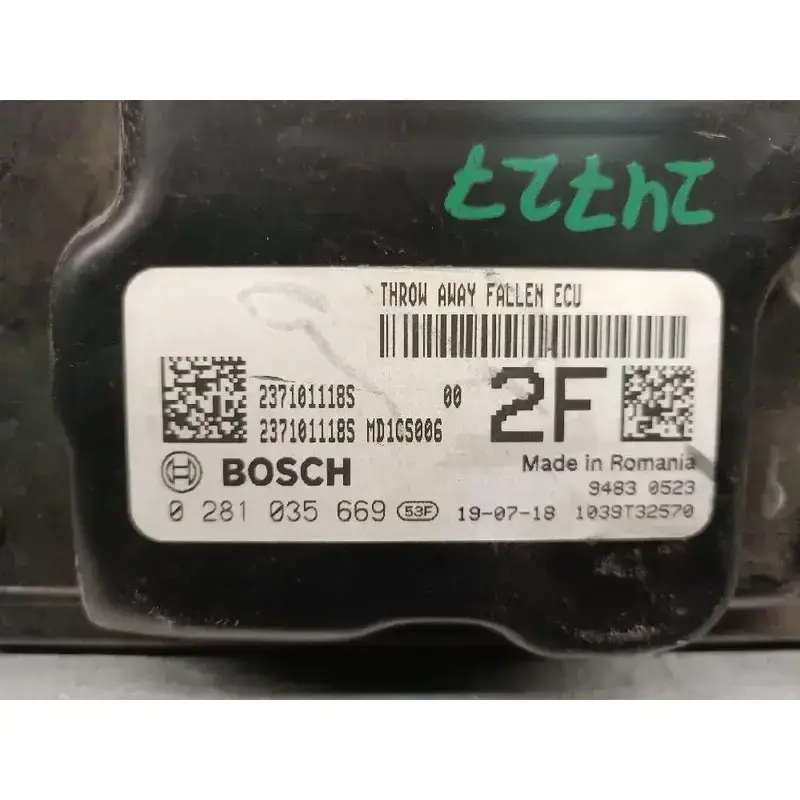 24727
THROW AWAY FALLEN ECU
237101118S 00
237101118S MD1CS006
2F
BOSCH
Made in Romania
9483 0523
0 281 035 669 53F 19-07-18 1039T32570